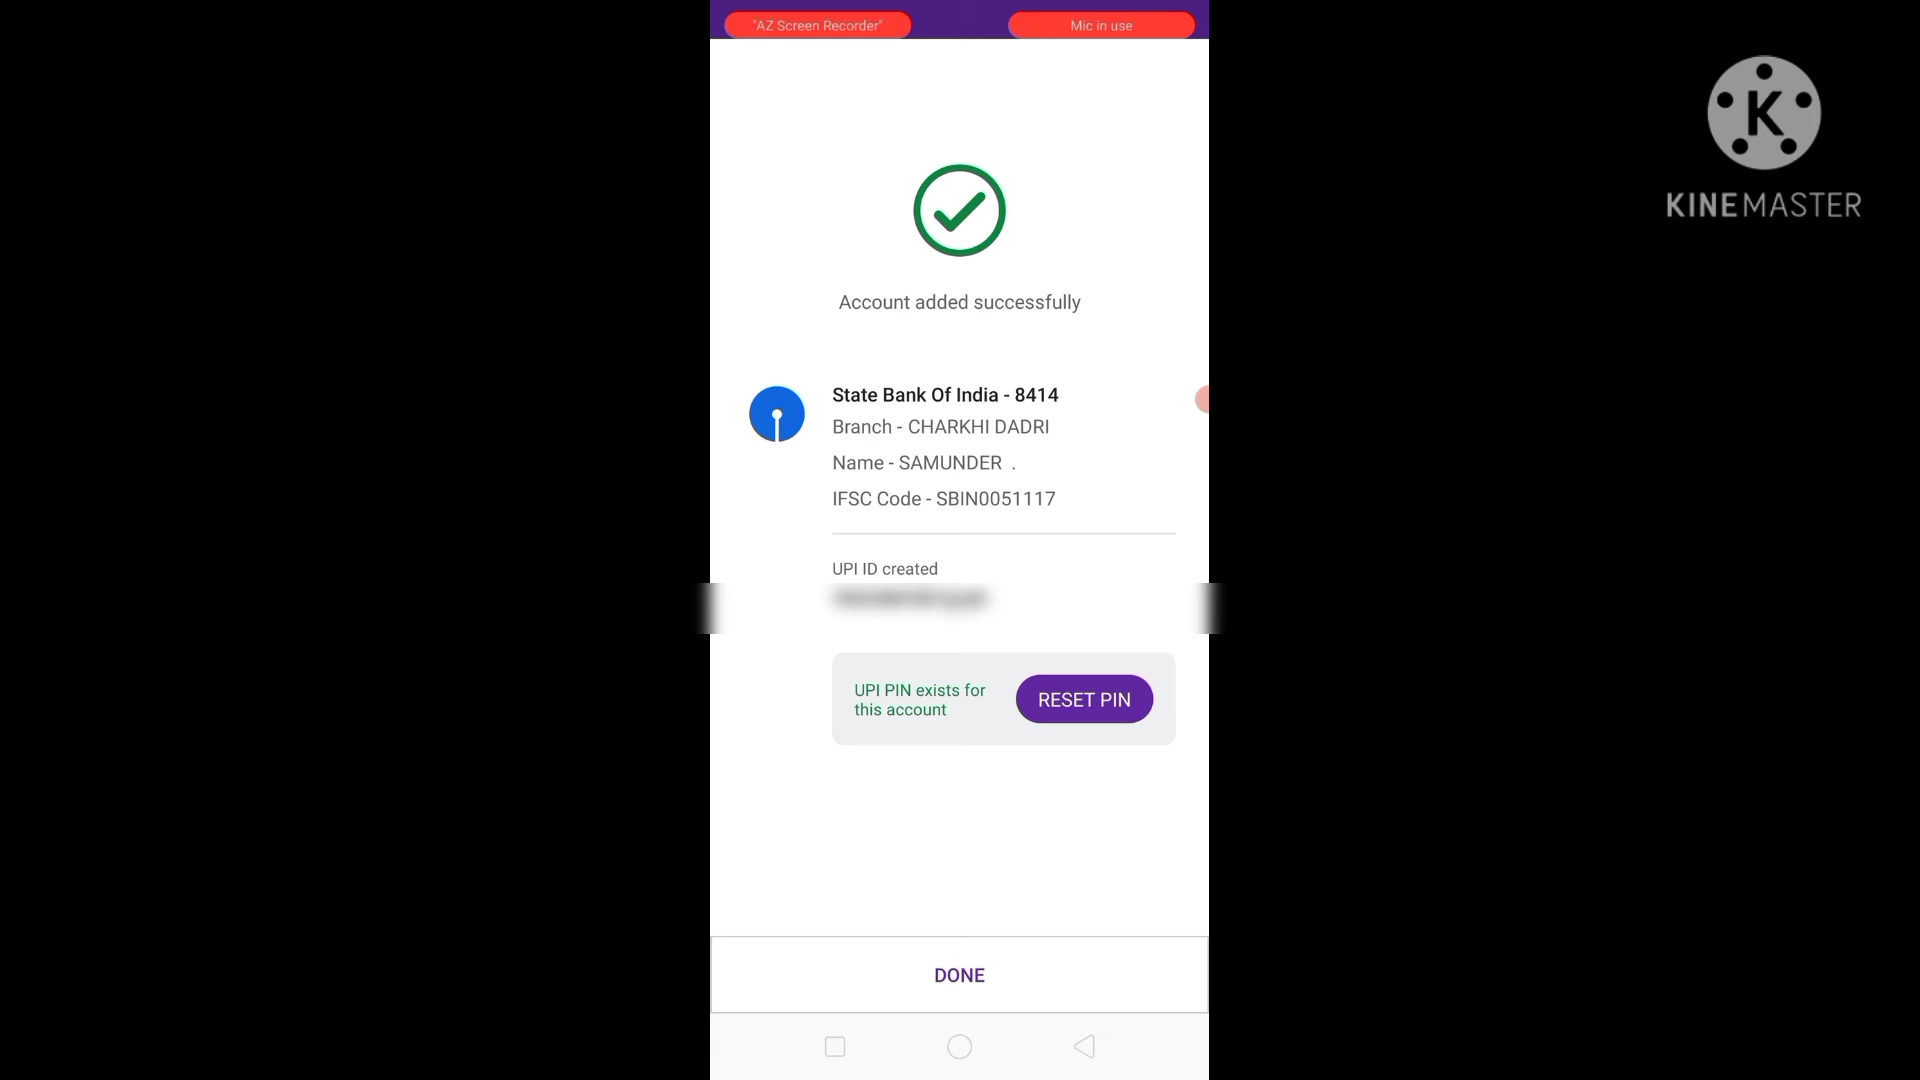 "AZ Screen Recorder"
Mic in use
K
KINEMASTER
Account added successfully
State Bank Of India - 8414
Branch - CHARKHI DADRI
Name - SAMUNDER .
IFSC Code - SBIN0051117
UPI ID created
UPI PIN exists for
this account
RESET PIN
DONE